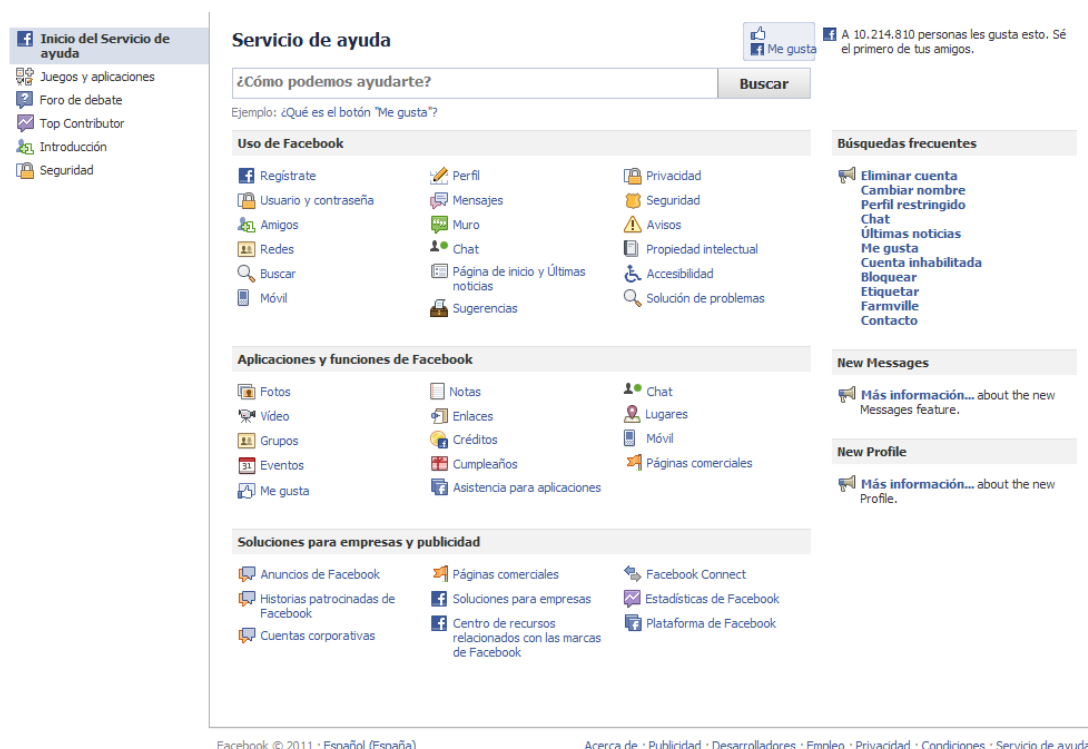 Inicio del Servicio de
ayuda
Juegos y aplicaciones
Foro de debate
Top Contributor
Introducción
Seguridad
Servicio de ayuda
Me gusta
A 10.214.810 personas les gusta esto. Sé
el primero de tus amigos.
¿Cómo podemos ayudarte?
Buscar
Ejemplo: ¿Qué es el botón "Me gusta"?
Uso de Facebook
Regístrate
Usuario y contraseña
Amigos
Redes
Buscar
Móvil
Perfil
Mensajes
Muro
Chat
Página de inicio y Últimas
noticias
Sugerencias
Privacidad
Seguridad
Avisos
Propiedad intelectual
Accesibilidad
Solución de problemas
Aplicaciones y funciones de Facebook
Fotos
Vídeo
Grupos
31 Eventos
Me gusta
Notas
Enlaces
Créditos
Cumpleaños
Asistencia para aplicaciones
Chat
Lugares
Móvil
Páginas comerciales
Soluciones para empresas y publicidad
Anuncios de Facebook
Historias patrocinadas de
Facebook
Cuentas corporativas
Páginas comerciales
Soluciones para empresas
Centro de recursos
relacionados con las marcas
de Facebook
Facebook Connect
Estadísticas de Facebook
Plataforma de Facebook
Búsquedas frecuentes
Eliminar cuenta
Cambiar nombre
Perfil restringido
Chat
Últimas noticias
Me gusta
Cuenta inhabilitada
Bloquear
Etiquetar
Farmville
Contacto
New Messages
Más información... about the new
Messages feature.
New Profile
Más información... about the new
Profile.
Facebook © 2011 · Español (España)
Acerca de · Publicidad · Desarrolladores · Empleo · Privacidad · Condiciones · Servicio de ayuda